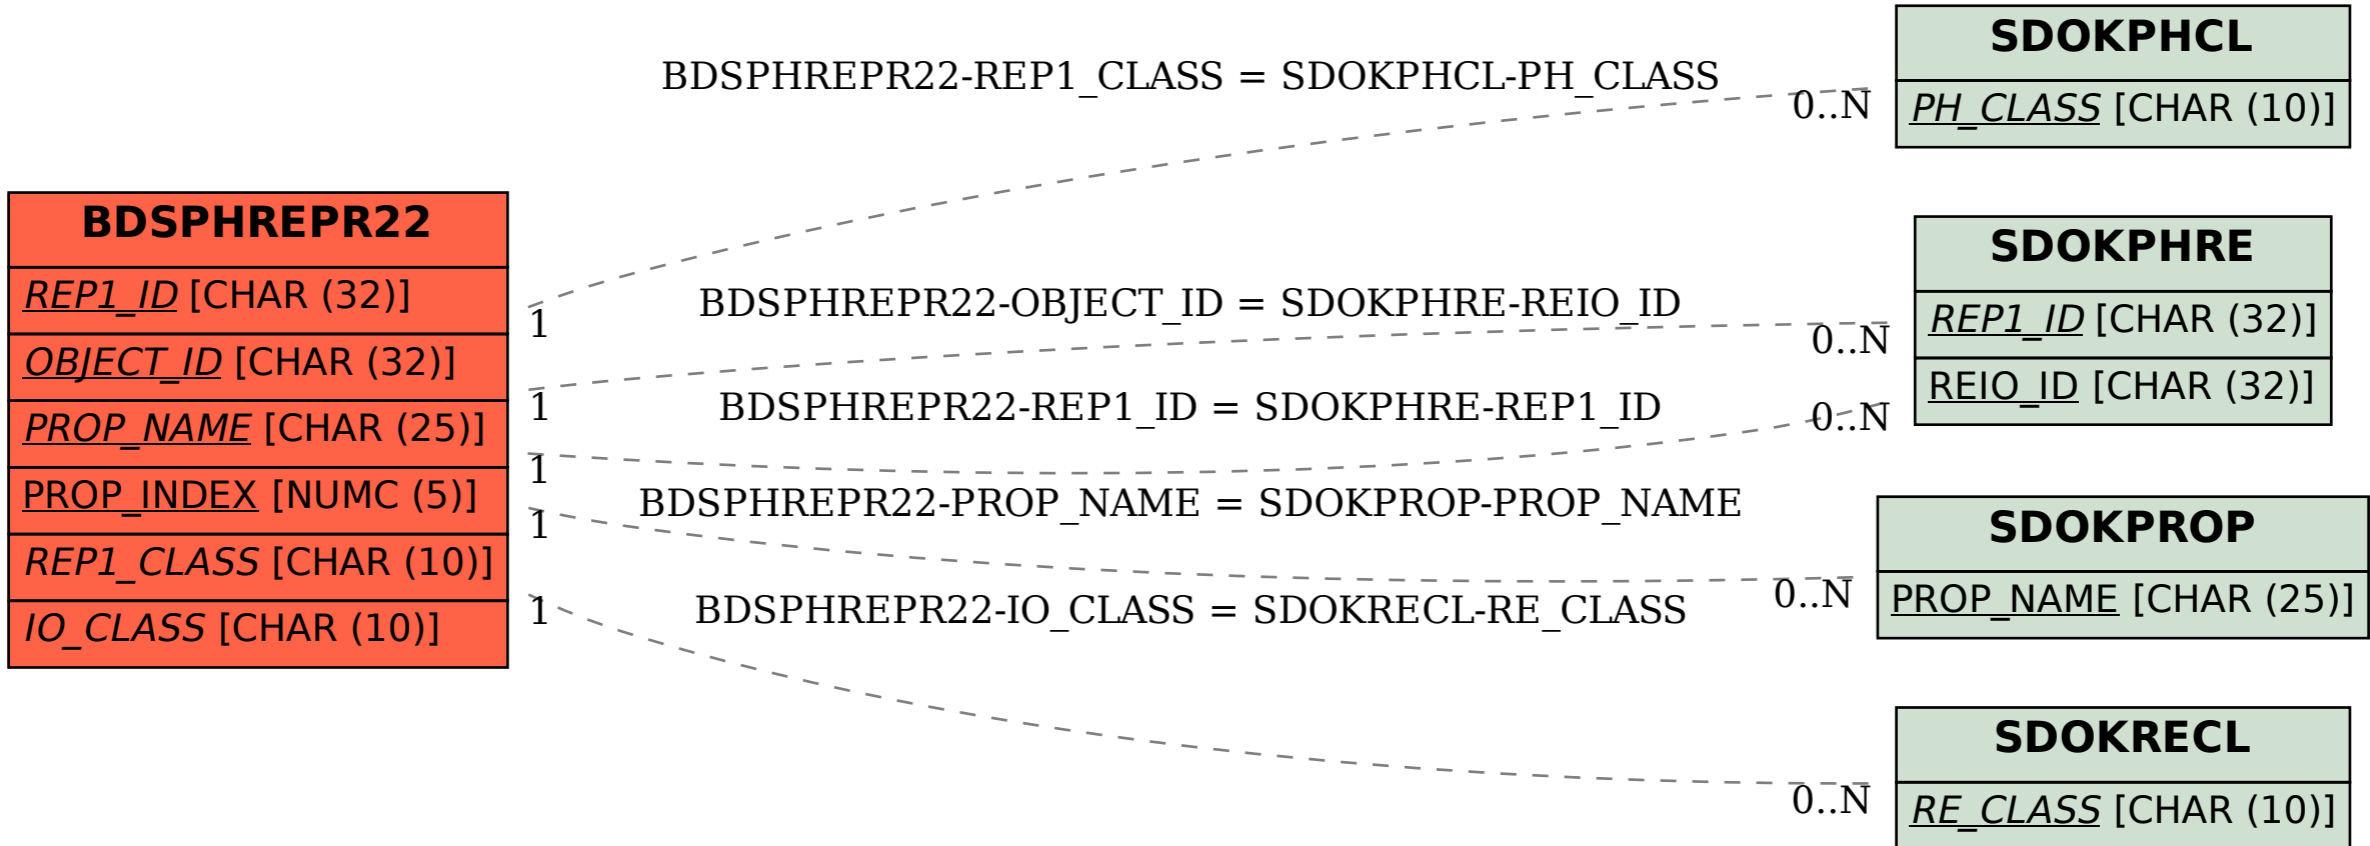 BDSPHREPR22
REP1_ID [CHAR (32)]
OBJECT_ID [CHAR (32)]
PROP_NAME [CHAR (25)]
PROP_INDEX [NUMC (5)]
REP1_CLASS [CHAR (10)]
IO_CLASS [CHAR (10)]
BDSPHREPR22-REP1_CLASS = SDOKPHCL-PH_CLASS
1
0..N
BDSPHREPR22-OBJECT_ID = SDOKPHRE-REIO_ID
1
0..N
BDSPHREPR22-REP1_ID = SDOKPHRE-REP1_ID
1
0..N
BDSPHREPR22-PROP_NAME = SDOKPROP-PROP_NAME
1
0..N
BDSPHREPR22-IO_CLASS = SDOKRECL-RE_CLASS
1
0..N
SDOKPHCL
PH_CLASS [CHAR (10)]
SDOKPHRE
REP1_ID [CHAR (32)]
REIO_ID [CHAR (32)]
SDOKPROP
PROP_NAME [CHAR (25)]
SDOKRECL
RE_CLASS [CHAR (10)]